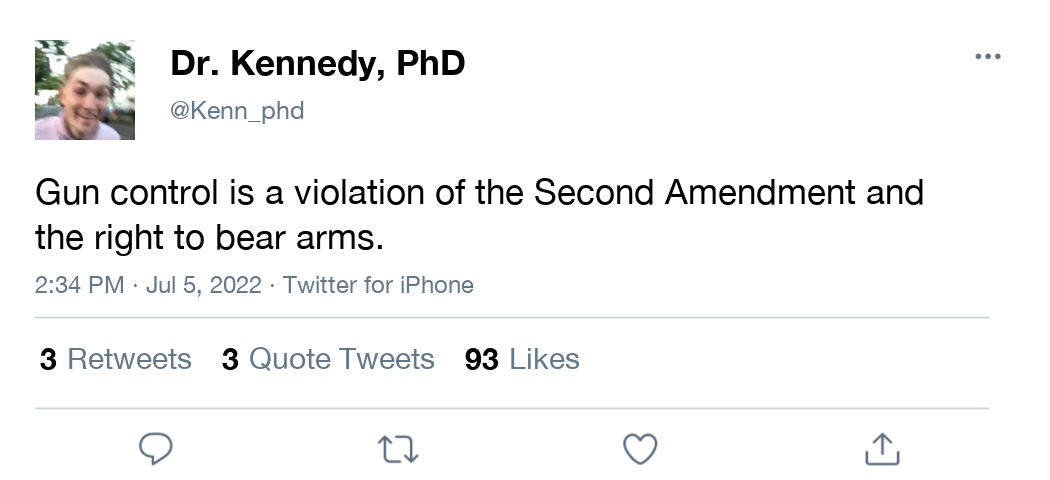 Dr. Kennedy, PhD
@Kenn_phd
Gun control is a violation of the Second Amendment and
the right to bear arms.
2:34 PM · Jul 5, 2022 · Twitter for iPhone
3 Retweets 3 Quote Tweets 93 Likes